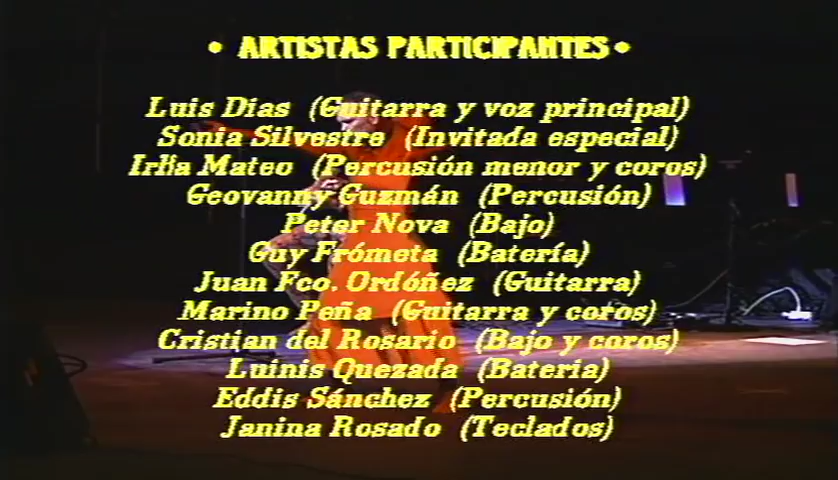 • ARTISTAS PARTICIPANTES •
Luis Días (Guitarra y voz principal)
Sonia Silvestre (Invitada especial)
Irka Mateo (Percusión menor y coros)
Geovanny Guzmán (Percusión)
Peter Nova (Bajo)
Guy Frómeta (Batería)
Juan Fco. Ordóñez (Guitarra)
Marino Peña (Guitarra y coros)
Cristian del Rosario (Bajo y coros)
Luinis Quezada (Batería)
Eddis Sánchez (Percusión)
Janina Rosado (Teclados)